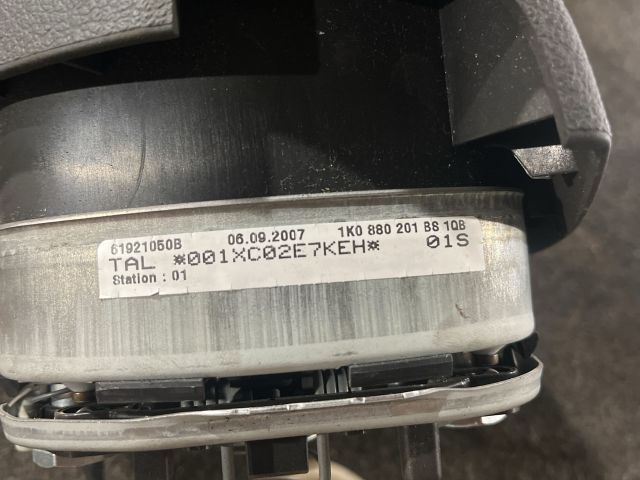 61921050B 06.09.2007 1K0 880 201 BS 1QB
TAL *001XC02E7KEH* 01S
Station : 01